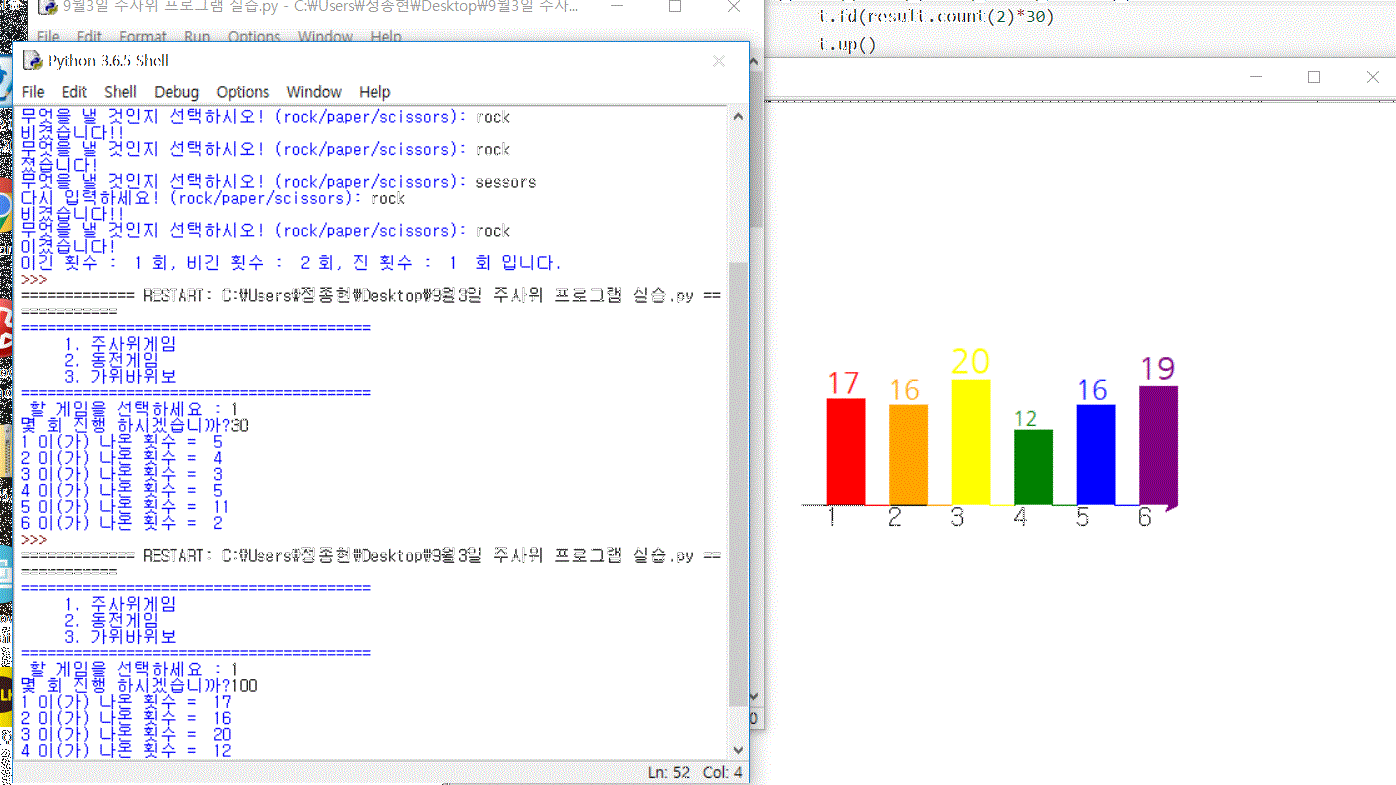 9월3일 주사위 프로그램 실습.py - C:\Users\정종현\Desktop\9월3일 주사...
File Edit Format Run Options Window Help
Python 3.6.5 Shell
File Edit Shell Debug Options Window Help
무엇을 낼 것인지 선택하시오! (rock/paper/scissors): rock
비겼습니다!!
무엇을 낼 것인지 선택하시오! (rock/paper/scissors): rock
졌습니다!
무엇을 낼 것인지 선택하시오! (rock/paper/scissors): sessors
다시 입력하세요! (rock/paper/scissors): rock
비겼습니다!!
무엇을 낼 것인지 선택하시오! (rock/paper/scissors): rock
이겼습니다!
이긴 횟수 :  1 회, 비긴 횟수 :  2 회, 진 횟수 :  1  회 입니다.
>>>
============= RESTART: C:\Users\정종현\Desktop\9월3일 주사위 프로그램 실습.py ==
===========
========================================
1. 주사위게임
2. 동전게임
3. 가위바위보
========================================
할 게임을 선택하세요 : 1
몇 회 진행 하시겠습니까?30
1 이(가) 나온 횟수 =  5
2 이(가) 나온 횟수 =  4
3 이(가) 나온 횟수 =  3
4 이(가) 나온 횟수 =  5
5 이(가) 나온 횟수 =  11
6 이(가) 나온 횟수 =  2
>>>
============= RESTART: C:\Users\정종현\Desktop\9월3일 주사위 프로그램 실습.py ==
===========
========================================
1. 주사위게임
2. 동전게임
3. 가위바위보
========================================
할 게임을 선택하세요 : 1
몇 회 진행 하시겠습니까?100
1 이(가) 나온 횟수 =  17
2 이(가) 나온 횟수 =  16
3 이(가) 나온 횟수 =  20
4 이(가) 나온 횟수 =  12
Ln: 52 Col: 4
0
t.fd(result.count(2)*30)
t.up()
17 16 20 12 16 19
1 2 3 4 5 6